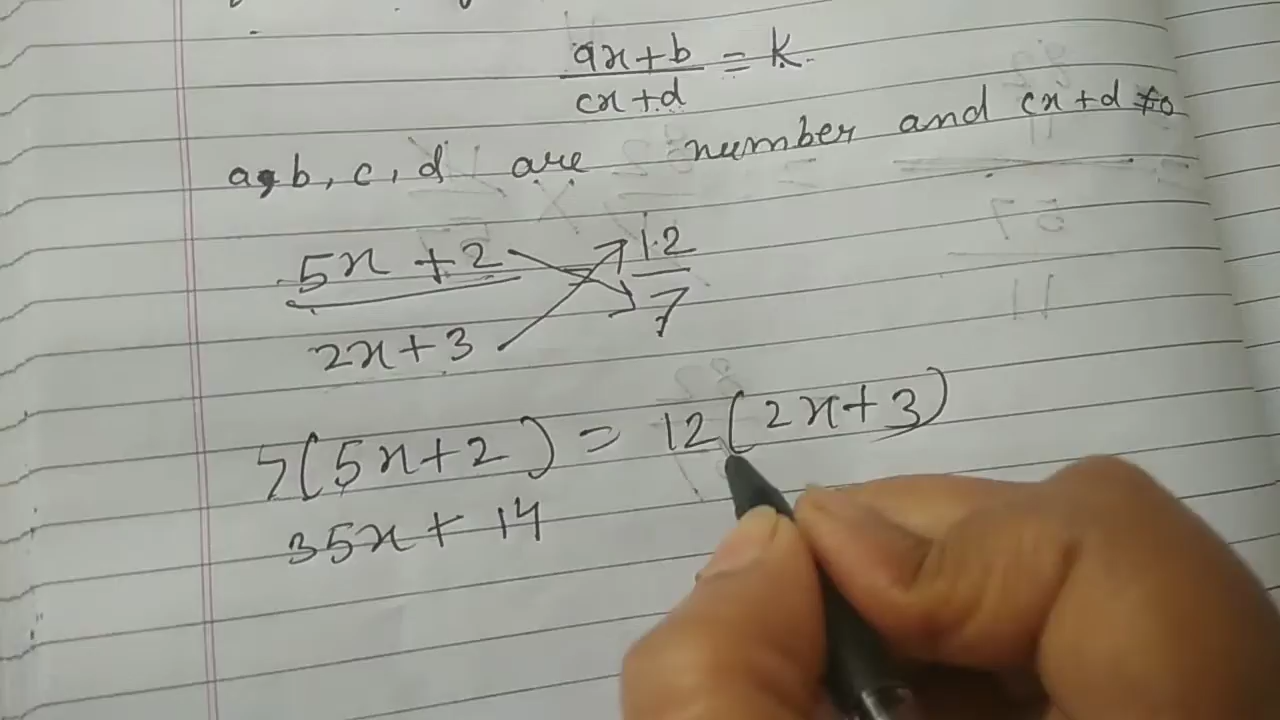 ax+b
cx+d = K.
a, b, c, d are number and cx+d ≠0
5x + 2 12
2x+3 7
7(5x+2) = 12(2x+3)
35x+14